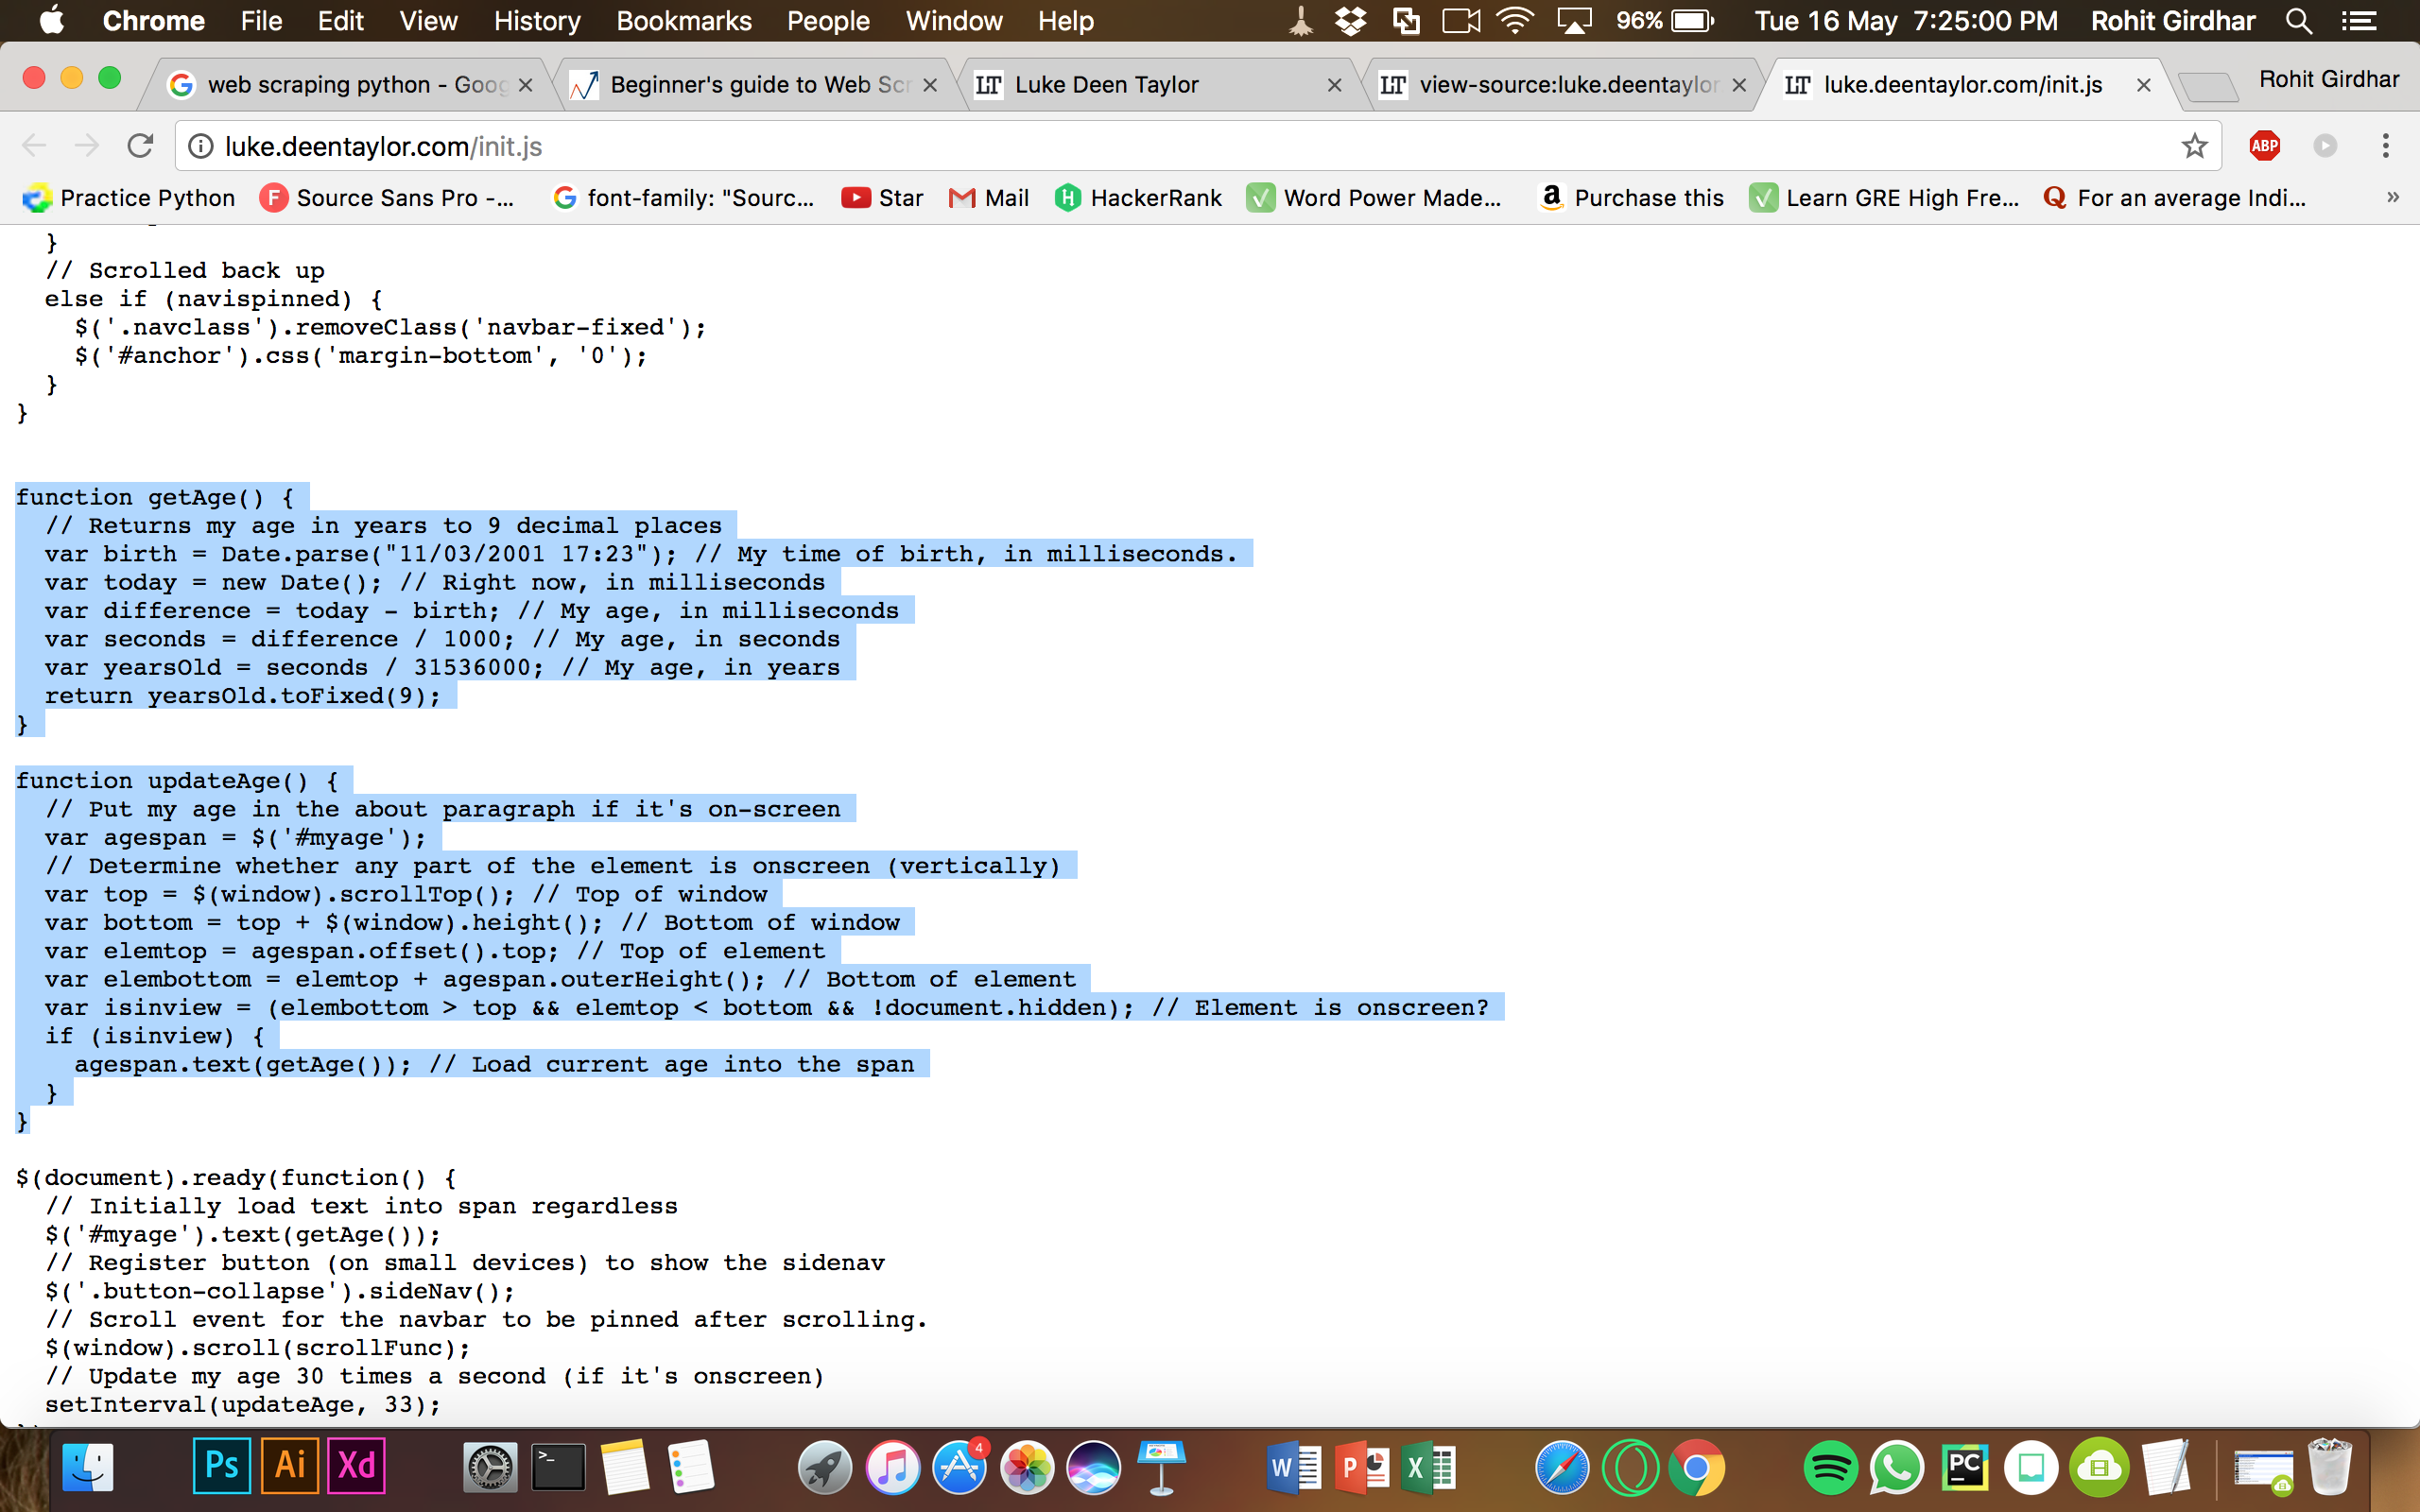 Chrome File Edit View History Bookmarks People Window Help 96% Tue 16 May 7:25:00 PM Rohit Girdhar
web scraping python - Goog Beginner's guide to Web Scr Luke Deen Taylor view-source:luke.deentaylor luke.deentaylor.com/init.js Rohit Girdhar
luke.deentaylor.com/init.js ABP
Practice Python Source Sans Pro -... font-family: "Sourc... Star Mail HackerRank Word Power Made... Purchase this Learn GRE High Fre... For an average Indi... »
}
// Scrolled back up
else if (navispinned) {
$('.navclass').removeClass('navbar-fixed');
$('#anchor').css('margin-bottom', '0');
}
}
function getAge() {
// Returns my age in years to 9 decimal places
var birth = Date.parse("11/03/2001 17:23"); // My time of birth, in milliseconds.
var today = new Date(); // Right now, in milliseconds
var difference = today - birth; // My age, in milliseconds
var seconds = difference / 1000; // My age, in seconds
var yearsOld = seconds / 31536000; // My age, in years
return yearsOld.toFixed(9);
}
function updateAge() {
// Put my age in the about paragraph if it's on-screen
var agespan = $('#myage');
// Determine whether any part of the element is onscreen (vertically)
var top = $(window).scrollTop(); // Top of window
var bottom = top + $(window).height(); // Bottom of window
var elemtop = agespan.offset().top; // Top of element
var elembottom = elemtop + agespan.outerHeight(); // Bottom of element
var isinview = (elembottom > top && elemtop < bottom && !document.hidden); // Element is onscreen?
if (isinview) {
agespan.text(getAge()); // Load current age into the span
}
}
$(document).ready(function() {
// Initially load text into span regardless
$('#myage').text(getAge());
// Register button (on small devices) to show the sidenav
$('.button-collapse').sideNav();
// Scroll event for the navbar to be pinned after scrolling.
$(window).scroll(scrollFunc);
// Update my age 30 times a second (if it's onscreen)
setInterval(updateAge, 33);
Ps Ai Xd >_ 4 W P X PC